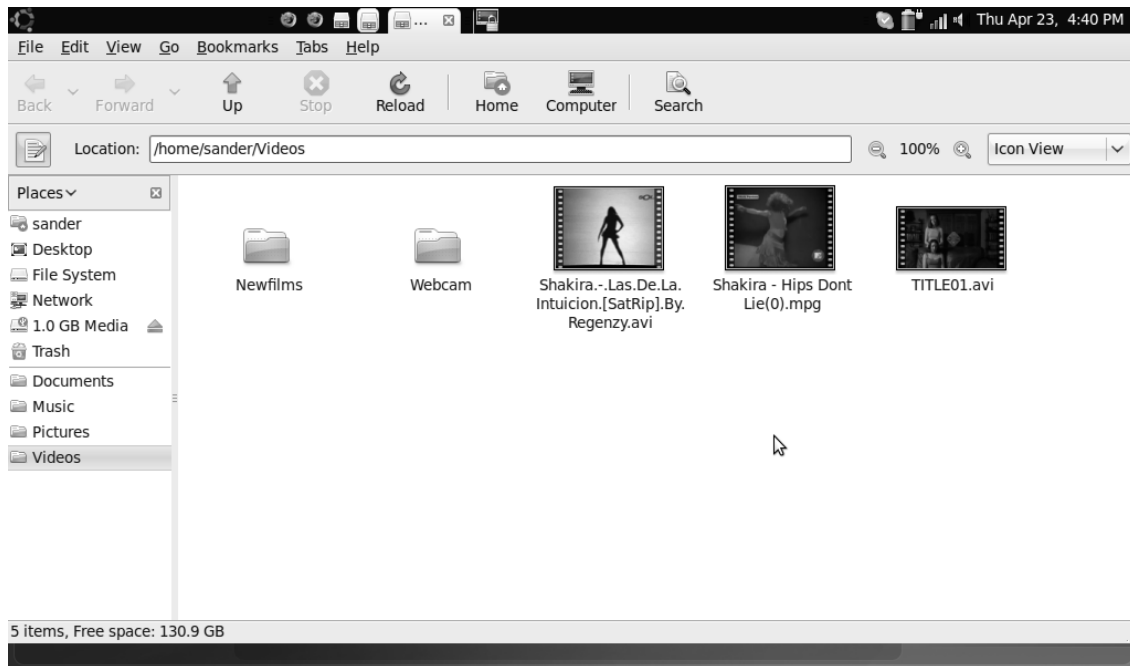 ... Thu Apr 23, 4:40 PM
File Edit View Go Bookmarks Tabs Help
Back Forward Up Stop Reload Home Computer Search
Location: /home/sander/Videos 100% Icon View
Places
sander
Desktop
File System
Network
1.0 GB Media
Trash
Documents
Music
Pictures
Videos
Newfilms
Webcam
Shakira.-.Las.De.La.
Intuicion.[SatRip].By.
Regenzy.avi
Shakira - Hips Dont
Lie(0).mpg
TITLE01.avi
5 items, Free space: 130.9 GB